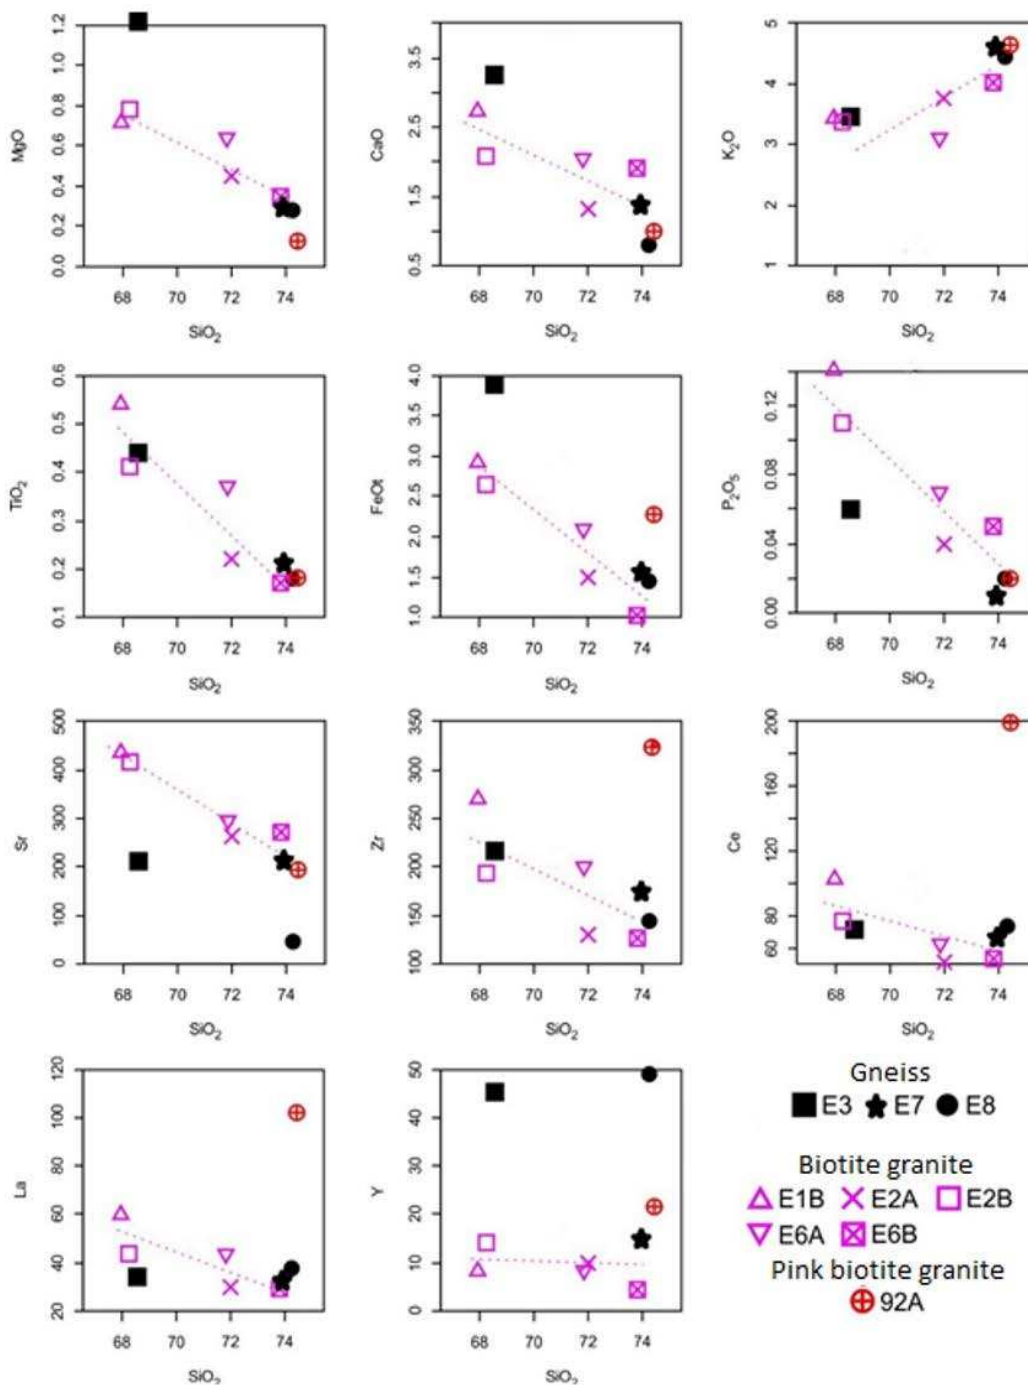 MgO
1.2
1.0
0.8
0.6
0.4
0.2
0.0
68 70 72 74
SiO₂
CaO
3.5
2.5
1.5
0.5
68 70 72 74
SiO₂
K₂O
5
4
3
2
1
68 70 72 74
SiO₂
TiO₂
0.6
0.5
0.4
0.3
0.2
0.1
68 70 72 74
SiO₂
FeOt
4.0
3.5
3.0
2.5
2.0
1.5
1.0
68 70 72 74
SiO₂
P₂O₅
0.12
0.08
0.04
0.00
68 70 72 74
SiO₂
Sr
500
400
300
200
100
0
68 70 72 74
SiO₂
Zr
350
300
250
200
150
100
68 70 72 74
SiO₂
Ce
200
160
120
80
60
68 70 72 74
SiO₂
La
120
100
80
60
40
20
68 70 72 74
SiO₂
Y
50
40
30
20
10
0
68 70 72 74
SiO₂
Gneiss
E3 E7 E8
Biotite granite
E1B E2A E2B
E6A E6B
Pink biotite granite
92A